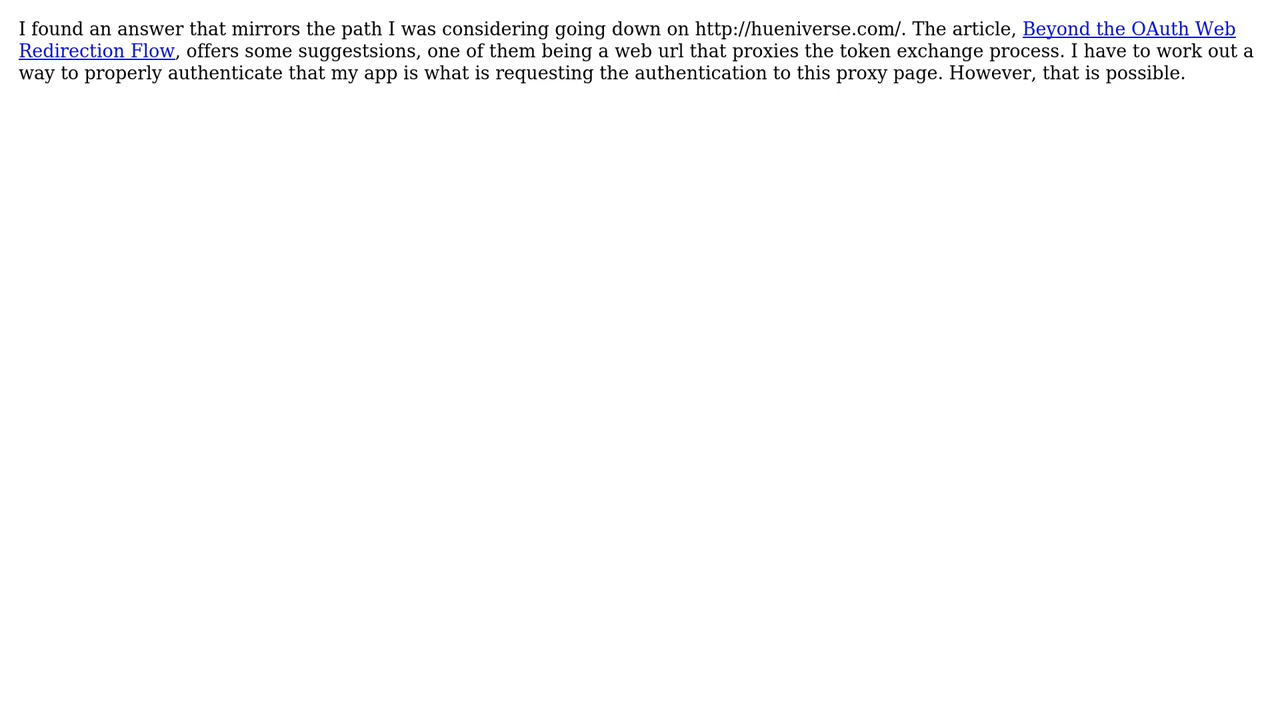 I found an answer that mirrors the path I was considering going down on http://hueniverse.com/. The article, Beyond the OAuth Web
Redirection Flow, offers some suggestsions, one of them being a web url that proxies the token exchange process. I have to work out a
way to properly authenticate that my app is what is requesting the authentication to this proxy page. However, that is possible.